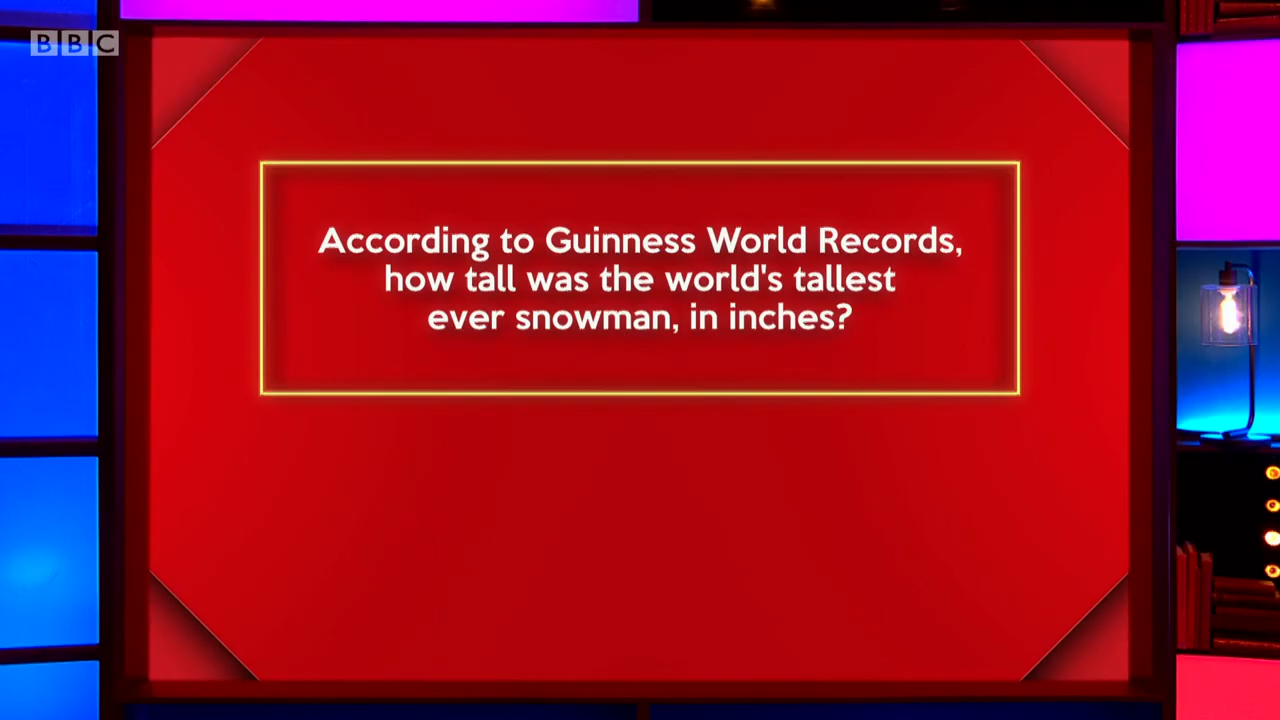 BBC
According to Guinness World Records,
how tall was the world's tallest
ever snowman, in inches?